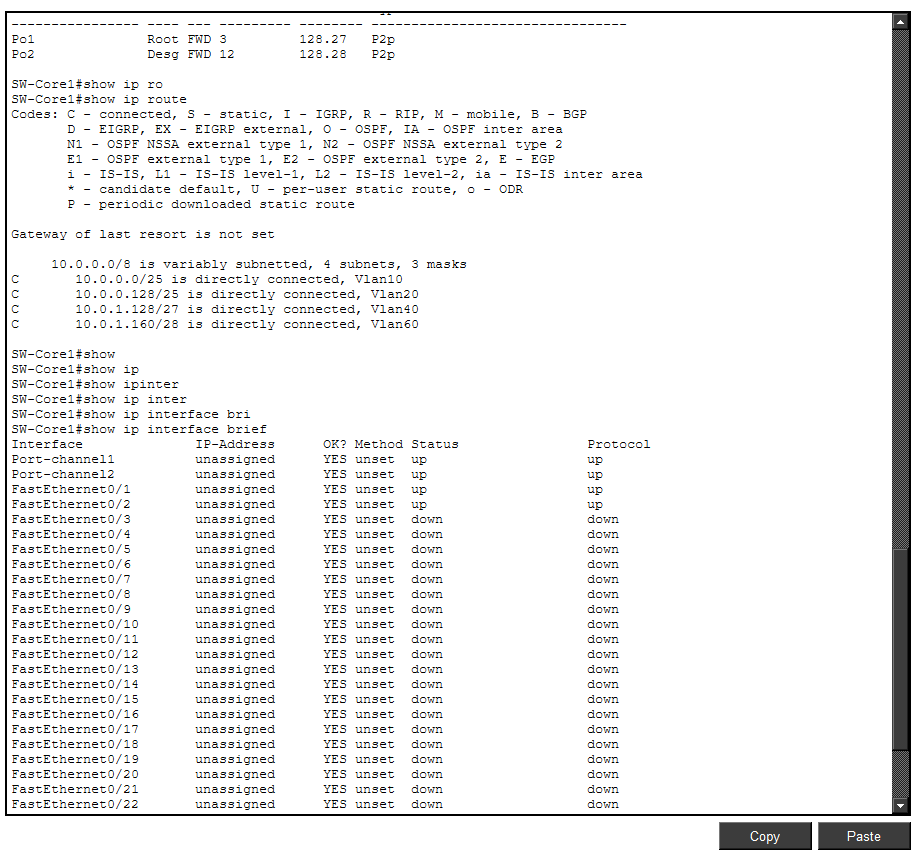 ---------------- ---- --- --------- -------- --------------------------------
Po1              Root FWD 3         128.27   P2p
Po2              Desg FWD 12        128.28   P2p
SW-Core1#show ip ro
SW-Core1#show ip route
Codes: C - connected, S - static, I - IGRP, R - RIP, M - mobile, B - BGP
       D - EIGRP, EX - EIGRP external, O - OSPF, IA - OSPF inter area
       N1 - OSPF NSSA external type 1, N2 - OSPF NSSA external type 2
       E1 - OSPF external type 1, E2 - OSPF external type 2, E - EGP
       i - IS-IS, L1 - IS-IS level-1, L2 - IS-IS level-2, ia - IS-IS inter area
       * - candidate default, U - per-user static route, o - ODR
       P - periodic downloaded static route
Gateway of last resort is not set
     10.0.0.0/8 is variably subnetted, 4 subnets, 3 masks
C       10.0.0.0/25 is directly connected, Vlan10
C       10.0.0.128/25 is directly connected, Vlan20
C       10.0.1.128/27 is directly connected, Vlan40
C       10.0.1.160/28 is directly connected, Vlan60
SW-Core1#show
SW-Core1#show ip
SW-Core1#show ipinter
SW-Core1#show ip inter
SW-Core1#show ip interface bri
SW-Core1#show ip interface brief
Interface              IP-Address      OK? Method Status                Protocol
Port-channel1          unassigned      YES unset  up                    up
Port-channel2          unassigned      YES unset  up                    up
FastEthernet0/1        unassigned      YES unset  up                    up
FastEthernet0/2        unassigned      YES unset  up                    up
FastEthernet0/3        unassigned      YES unset  down                  down
FastEthernet0/4        unassigned      YES unset  down                  down
FastEthernet0/5        unassigned      YES unset  down                  down
FastEthernet0/6        unassigned      YES unset  down                  down
FastEthernet0/7        unassigned      YES unset  down                  down
FastEthernet0/8        unassigned      YES unset  down                  down
FastEthernet0/9        unassigned      YES unset  down                  down
FastEthernet0/10       unassigned      YES unset  down                  down
FastEthernet0/11       unassigned      YES unset  down                  down
FastEthernet0/12       unassigned      YES unset  down                  down
FastEthernet0/13       unassigned      YES unset  down                  down
FastEthernet0/14       unassigned      YES unset  down                  down
FastEthernet0/15       unassigned      YES unset  down                  down
FastEthernet0/16       unassigned      YES unset  down                  down
FastEthernet0/17       unassigned      YES unset  down                  down
FastEthernet0/18       unassigned      YES unset  down                  down
FastEthernet0/19       unassigned      YES unset  down                  down
FastEthernet0/20       unassigned      YES unset  down                  down
FastEthernet0/21       unassigned      YES unset  down                  down
FastEthernet0/22       unassigned      YES unset  down                  down
Copy Paste